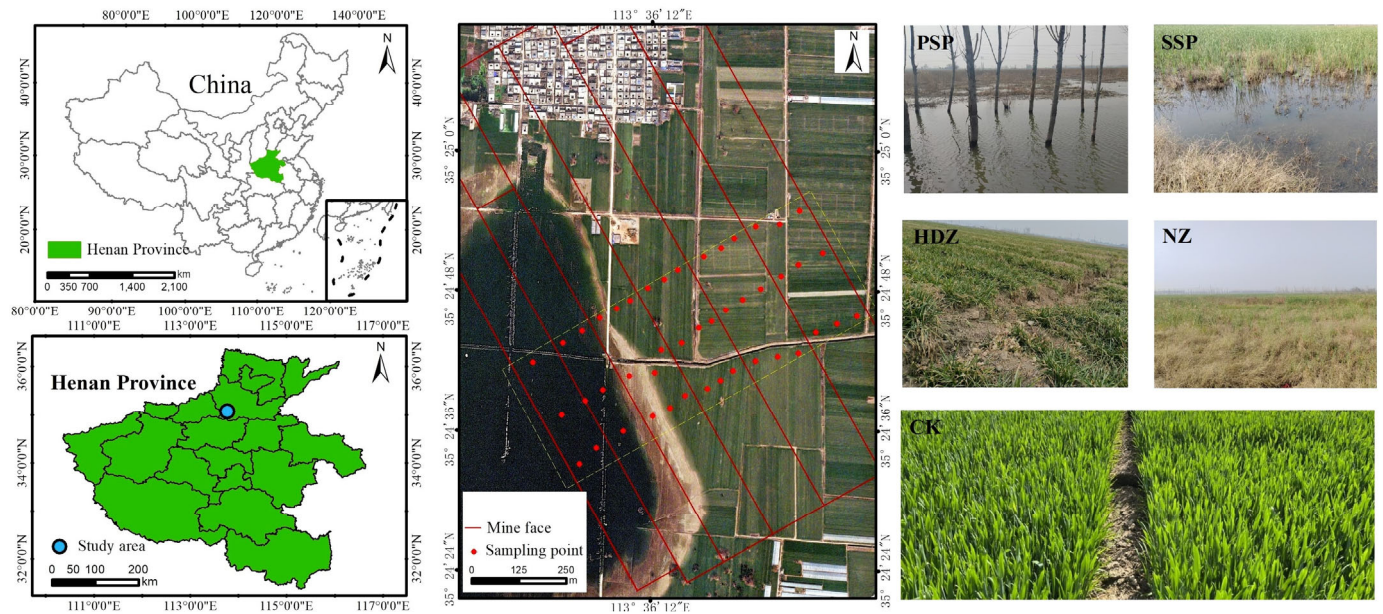 80°0'0"E 100°0'0"E 120°0'0"E 140°0'0"E
N
China
40°0'0"N
30°0'0"N
20°0'0"N
40°0'0"N
30°0'0"N
20°0'0"N
Henan Province
0 350 700 1,400 2,100 km
80°0'0"E 90°0'0"E 100°0'0"E 110°0'0"E 120°0'0"E
111°0'0"E 113°0'0"E 115°0'0"E 117°0'0"E
N
Henan Province
36°0'0"N
34°0'0"N
32°0'0"N
36°0'0"N
34°0'0"N
32°0'0"N
Study area
0 50 100 200 km
111°0'0"E 113°0'0"E 115°0'0"E 117°0'0"E
113° 36′ 12″E
N
35° 25′ 0″N
35° 24′ 48″N
35° 24′ 36″N
35° 24′ 24″N
35° 25′ 0″N
35° 24′ 48″N
35° 24′ 36″N
35° 24′ 24″N
Mine face
Sampling point
0 125 250 m
113° 36′ 12″E
PSP
SSP
HDZ
NZ
CK